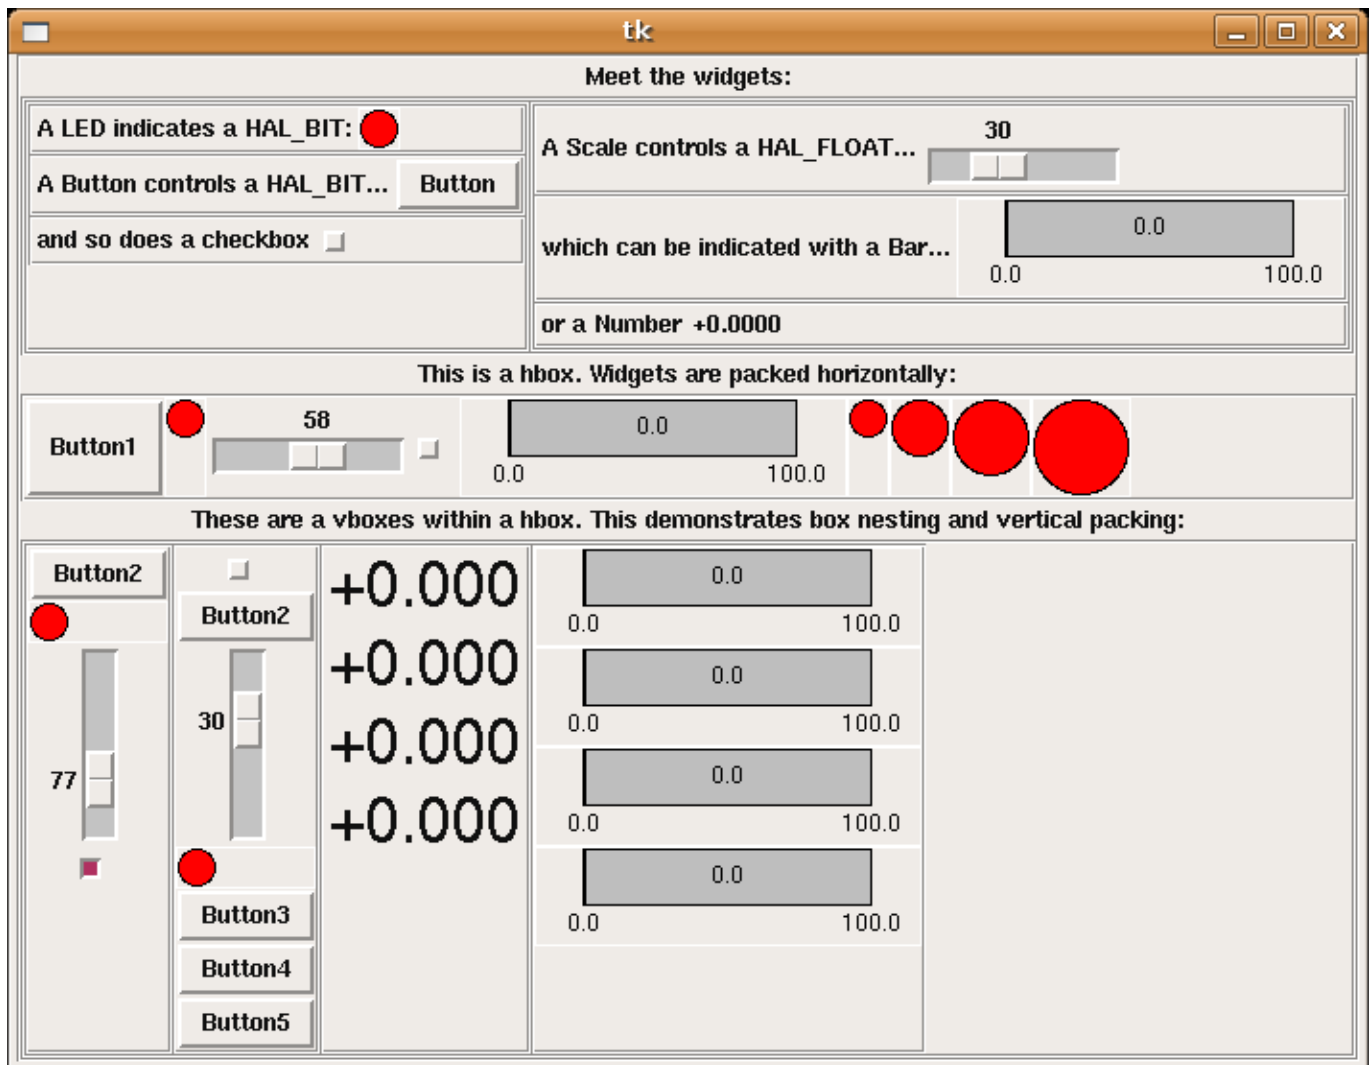 tk
Meet the widgets:
A LED indicates a HAL_BIT:
A Button controls a HAL_BIT... Button
and so does a checkbox
30
A Scale controls a HAL_FLOAT...
0.0
which can be indicated with a Bar...
0.0 100.0
or a Number +0.0000
This is a hbox. Widgets are packed horizontally:
Button1
58
0.0
0.0 100.0
These are a vboxes within a hbox. This demonstrates box nesting and vertical packing:
Button2
77
Button2
30
Button3
Button4
Button5
+0.000
+0.000
+0.000
+0.000
0.0
0.0 100.0
0.0
0.0 100.0
0.0
0.0 100.0
0.0
0.0 100.0